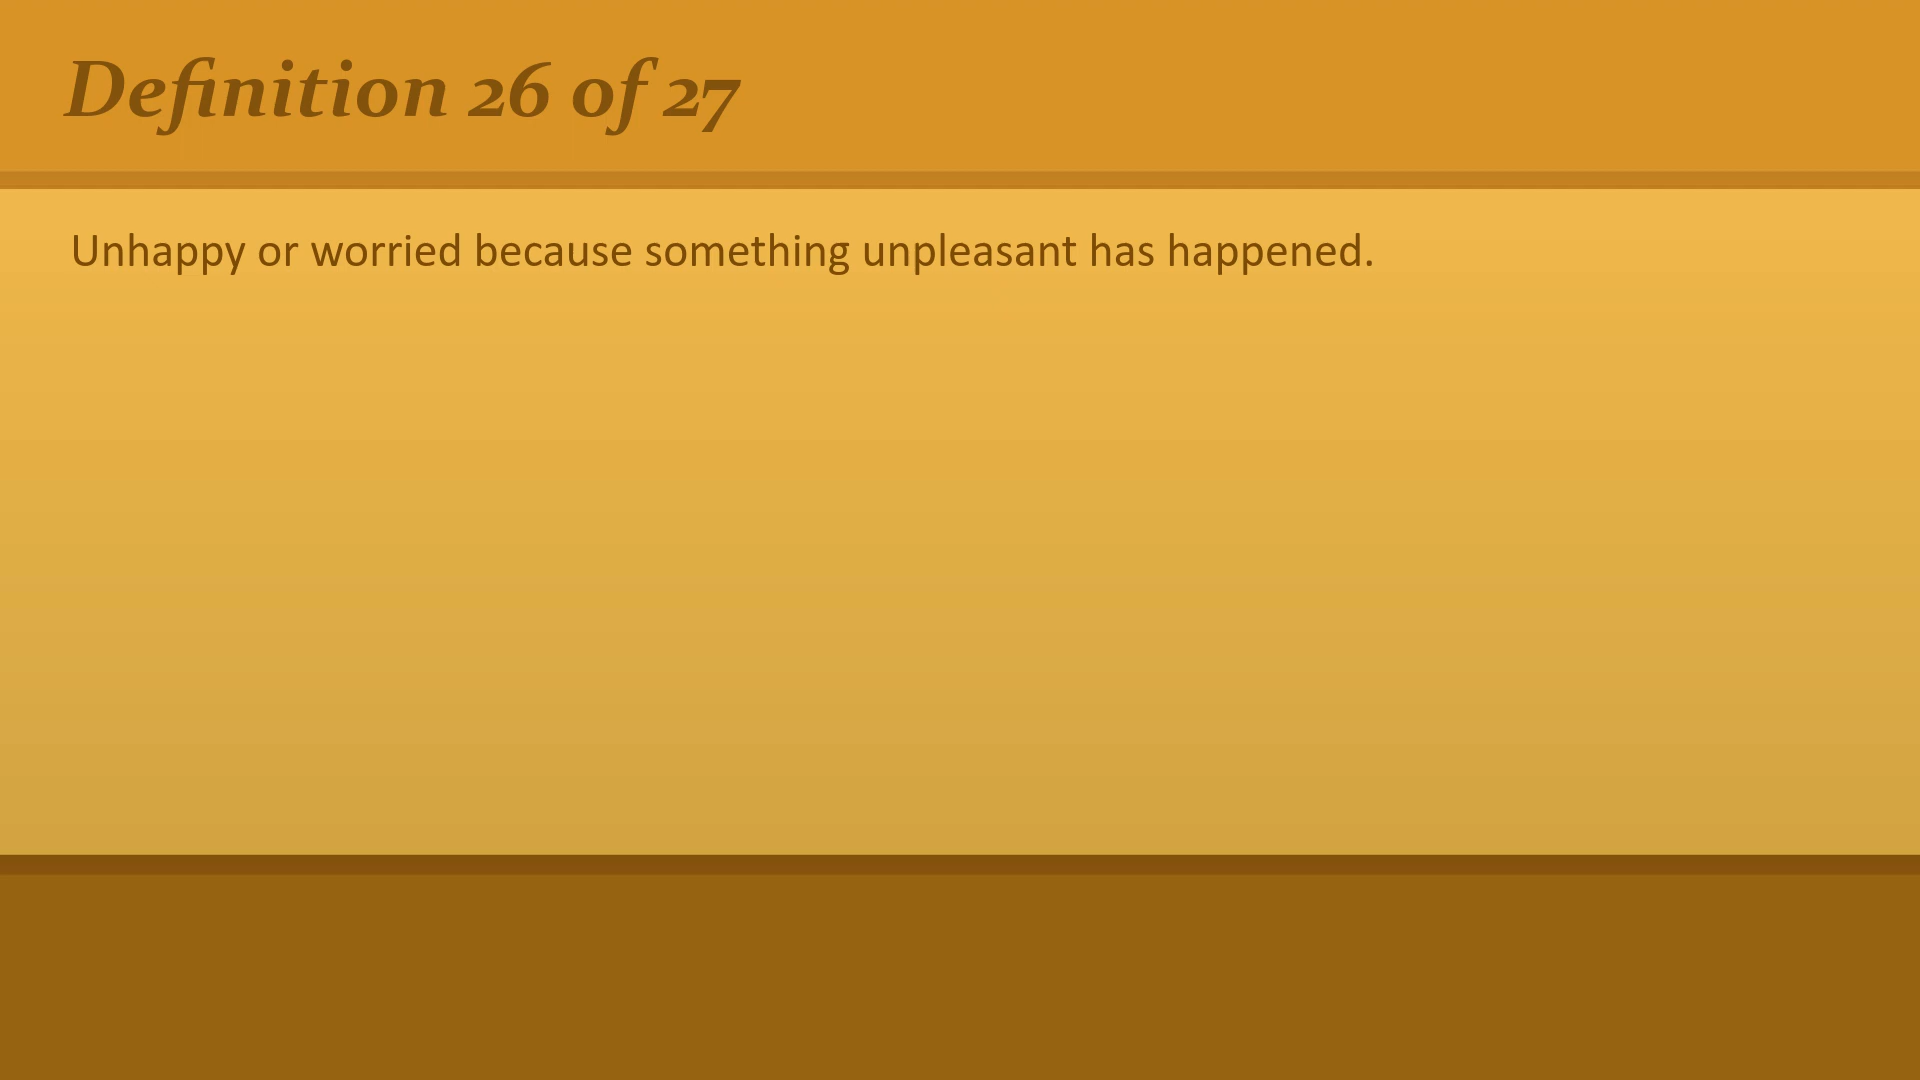 Definition 26 of 27
Unhappy or worried because something unpleasant has happened.